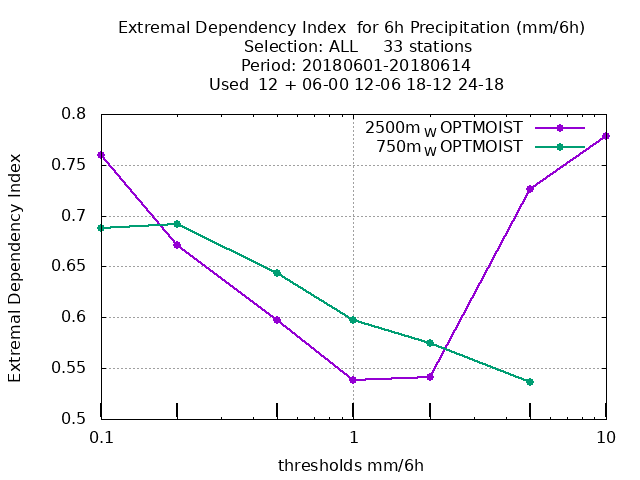 Extremal Dependency Index  for 6h Precipitation (mm/6h)
Selection: ALL     33 stations
Period: 20180601-20180614
Used  12 + 06-00 12-06 18-12 24-18
2500m W OPTMOIST
750m W OPTMOIST
Extremal Dependency Index
0.8
0.75
0.7
0.65
0.6
0.55
0.5
0.1
1
10
thresholds mm/6h